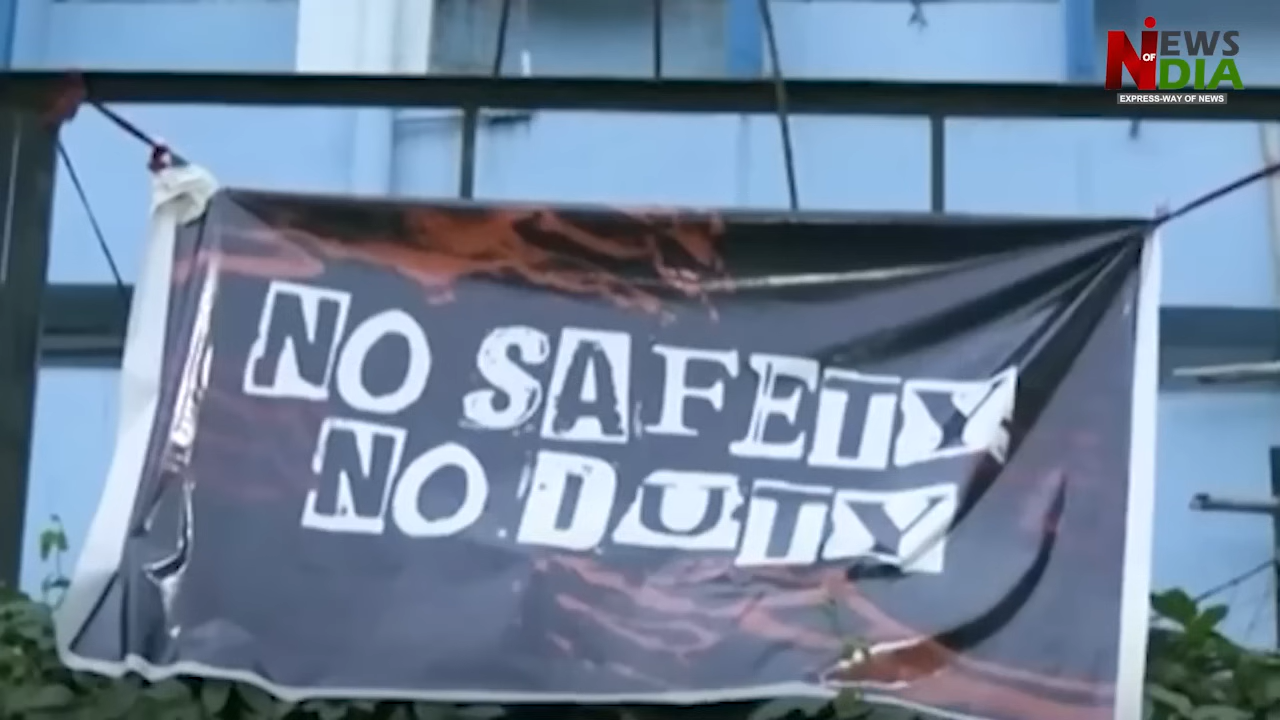 NO SAFETY
NO DUTY
NEWS
OF
INDIA
EXPRESS-WAY OF NEWS